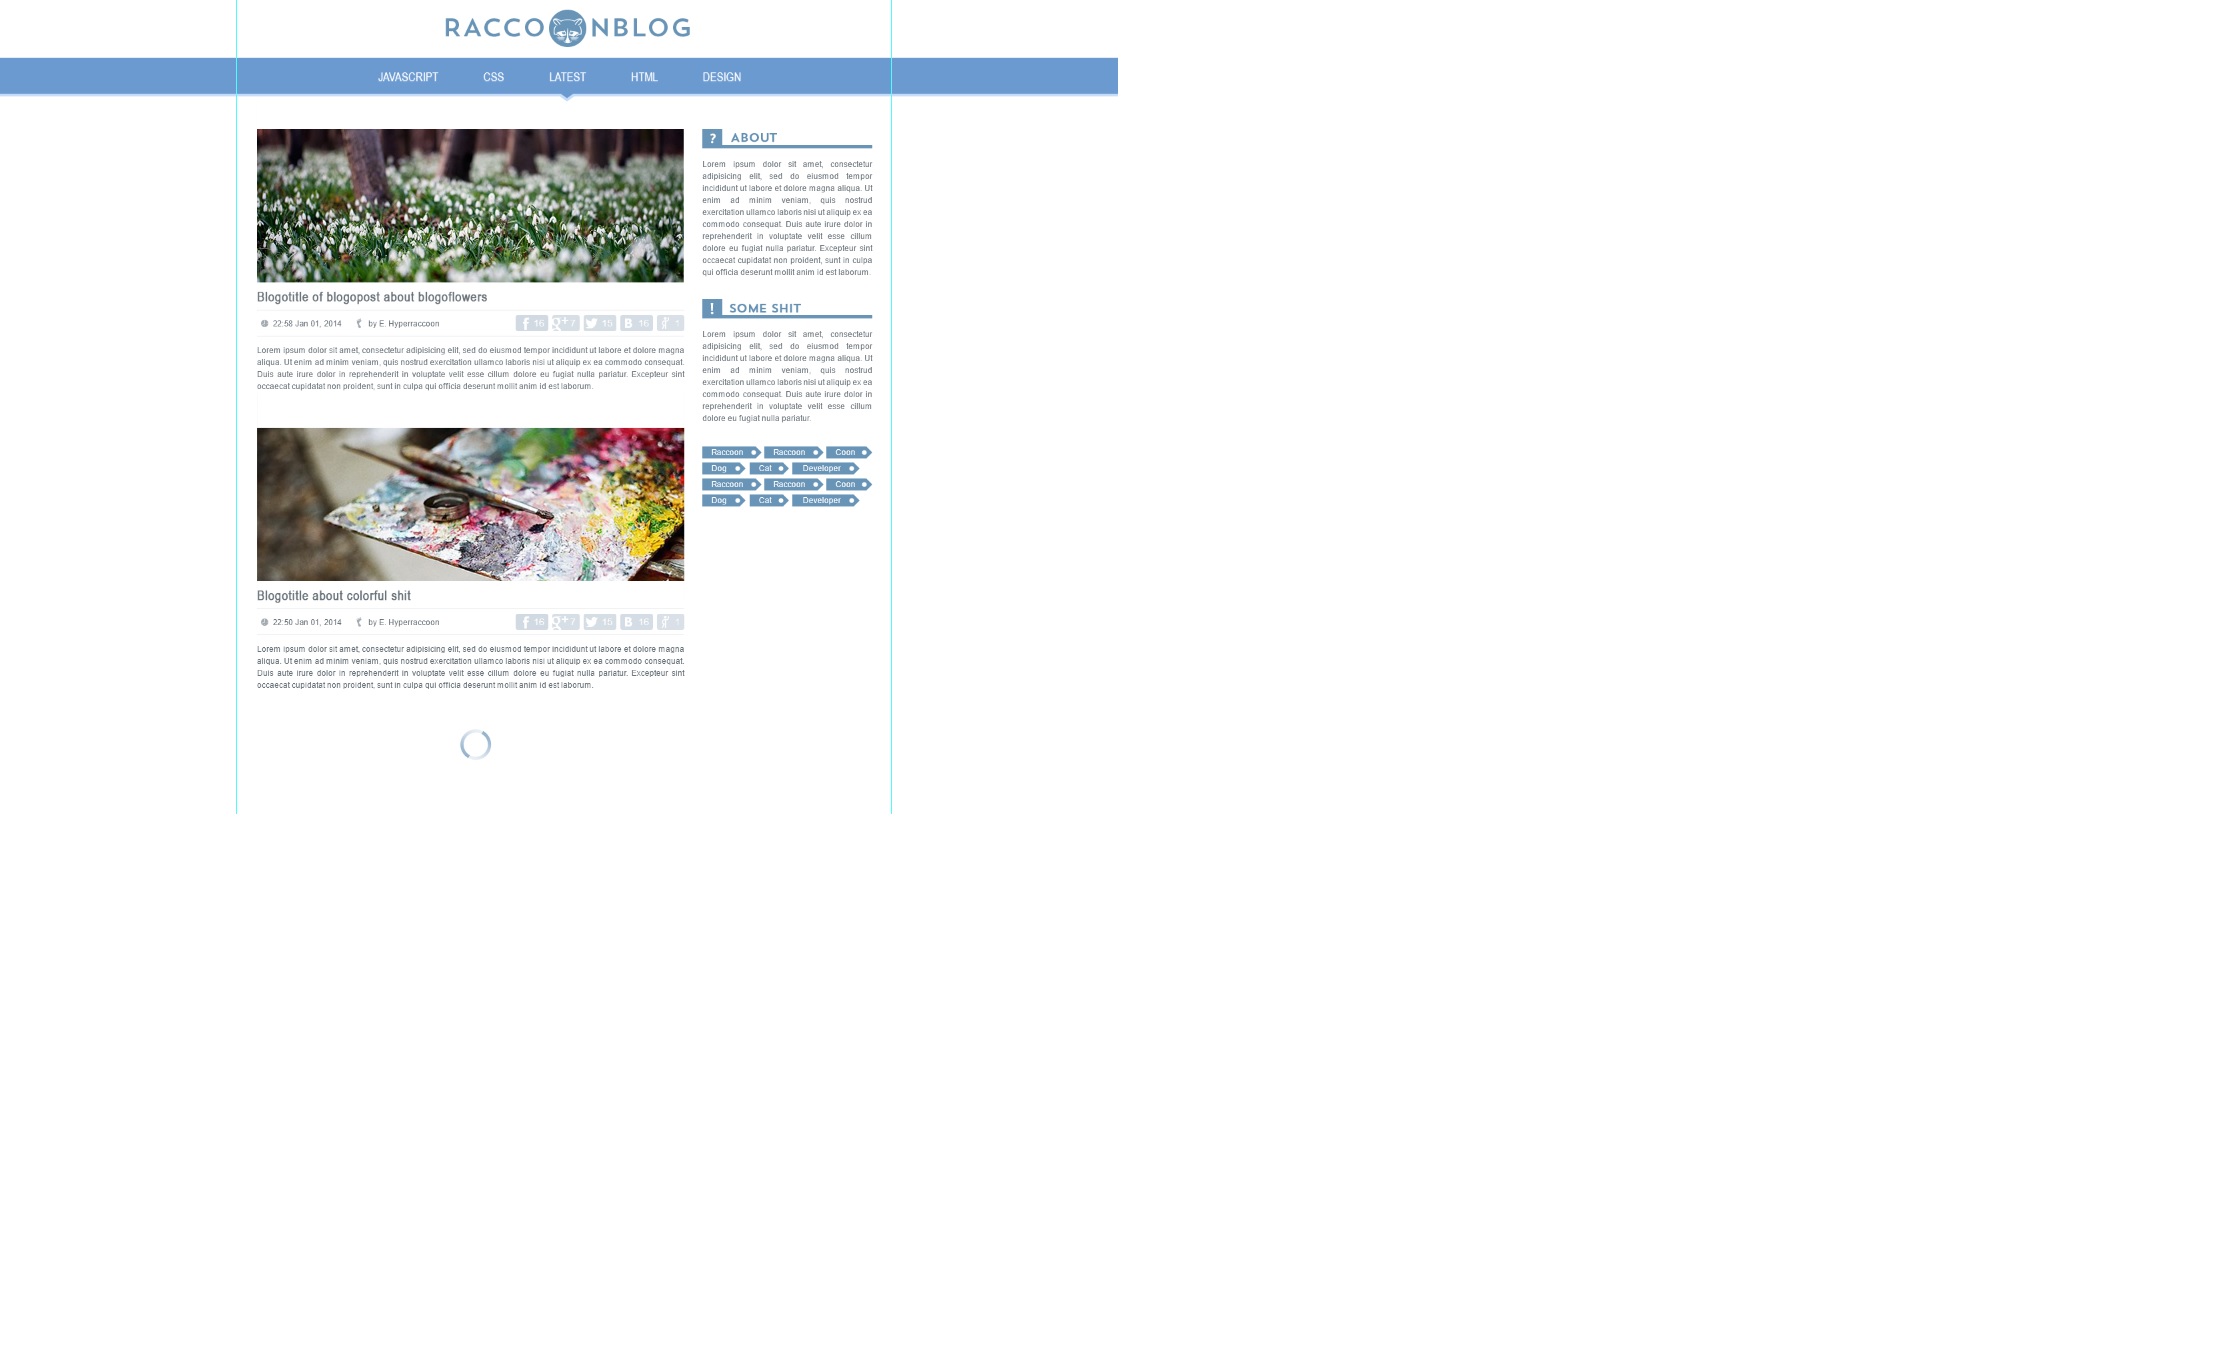 RACCOONBLOG
JAVASCRIPT CSS LATEST HTML DESIGN
Blogotitle of blogopost about blogoflowers
22:58 Jan 01, 2014 by E. Hyperraccoon
f 16 g+ 7 15 B 16 1
Lorem ipsum dolor sit amet, consectetur adipisicing elit, sed do eiusmod tempor incididunt ut labore et dolore magna
aliqua. Ut enim ad minim veniam, quis nostrud exercitation ullamco laboris nisi ut aliquip ex ea commodo consequat.
Duis aute irure dolor in reprehenderit in voluptate velit esse cillum dolore eu fugiat nulla pariatur. Excepteur sint
occaecat cupidatat non proident, sunt in culpa qui officia deserunt mollit anim id est laborum.
Blogotitle about colorful shit
22:50 Jan 01, 2014 by E. Hyperraccoon
f 16 g+ 7 15 B 16 1
Lorem ipsum dolor sit amet, consectetur adipisicing elit, sed do eiusmod tempor incididunt ut labore et dolore magna
aliqua. Ut enim ad minim veniam, quis nostrud exercitation ullamco laboris nisi ut aliquip ex ea commodo consequat.
Duis aute irure dolor in reprehenderit in voluptate velit esse cillum dolore eu fugiat nulla pariatur. Excepteur sint
occaecat cupidatat non proident, sunt in culpa qui officia deserunt mollit anim id est laborum.
? ABOUT
Lorem ipsum dolor sit amet, consectetur
adipisicing elit, sed do eiusmod tempor
incididunt ut labore et dolore magna aliqua. Ut
enim ad minim veniam, quis nostrud
exercitation ullamco laboris nisi ut aliquip ex ea
commodo consequat. Duis aute irure dolor in
reprehenderit in voluptate velit esse cillum
dolore eu fugiat nulla pariatur. Excepteur sint
occaecat cupidatat non proident, sunt in culpa
qui officia deserunt mollit anim id est laborum.
! SOME SHIT
Lorem ipsum dolor sit amet, consectetur
adipisicing elit, sed do eiusmod tempor
incididunt ut labore et dolore magna aliqua. Ut
enim ad minim veniam, quis nostrud
exercitation ullamco laboris nisi ut aliquip ex ea
commodo consequat. Duis aute irure dolor in
reprehenderit in voluptate velit esse cillum
dolore eu fugiat nulla pariatur.
Raccoon Raccoon Coon
Dog Cat Developer
Raccoon Raccoon Coon
Dog Cat Developer